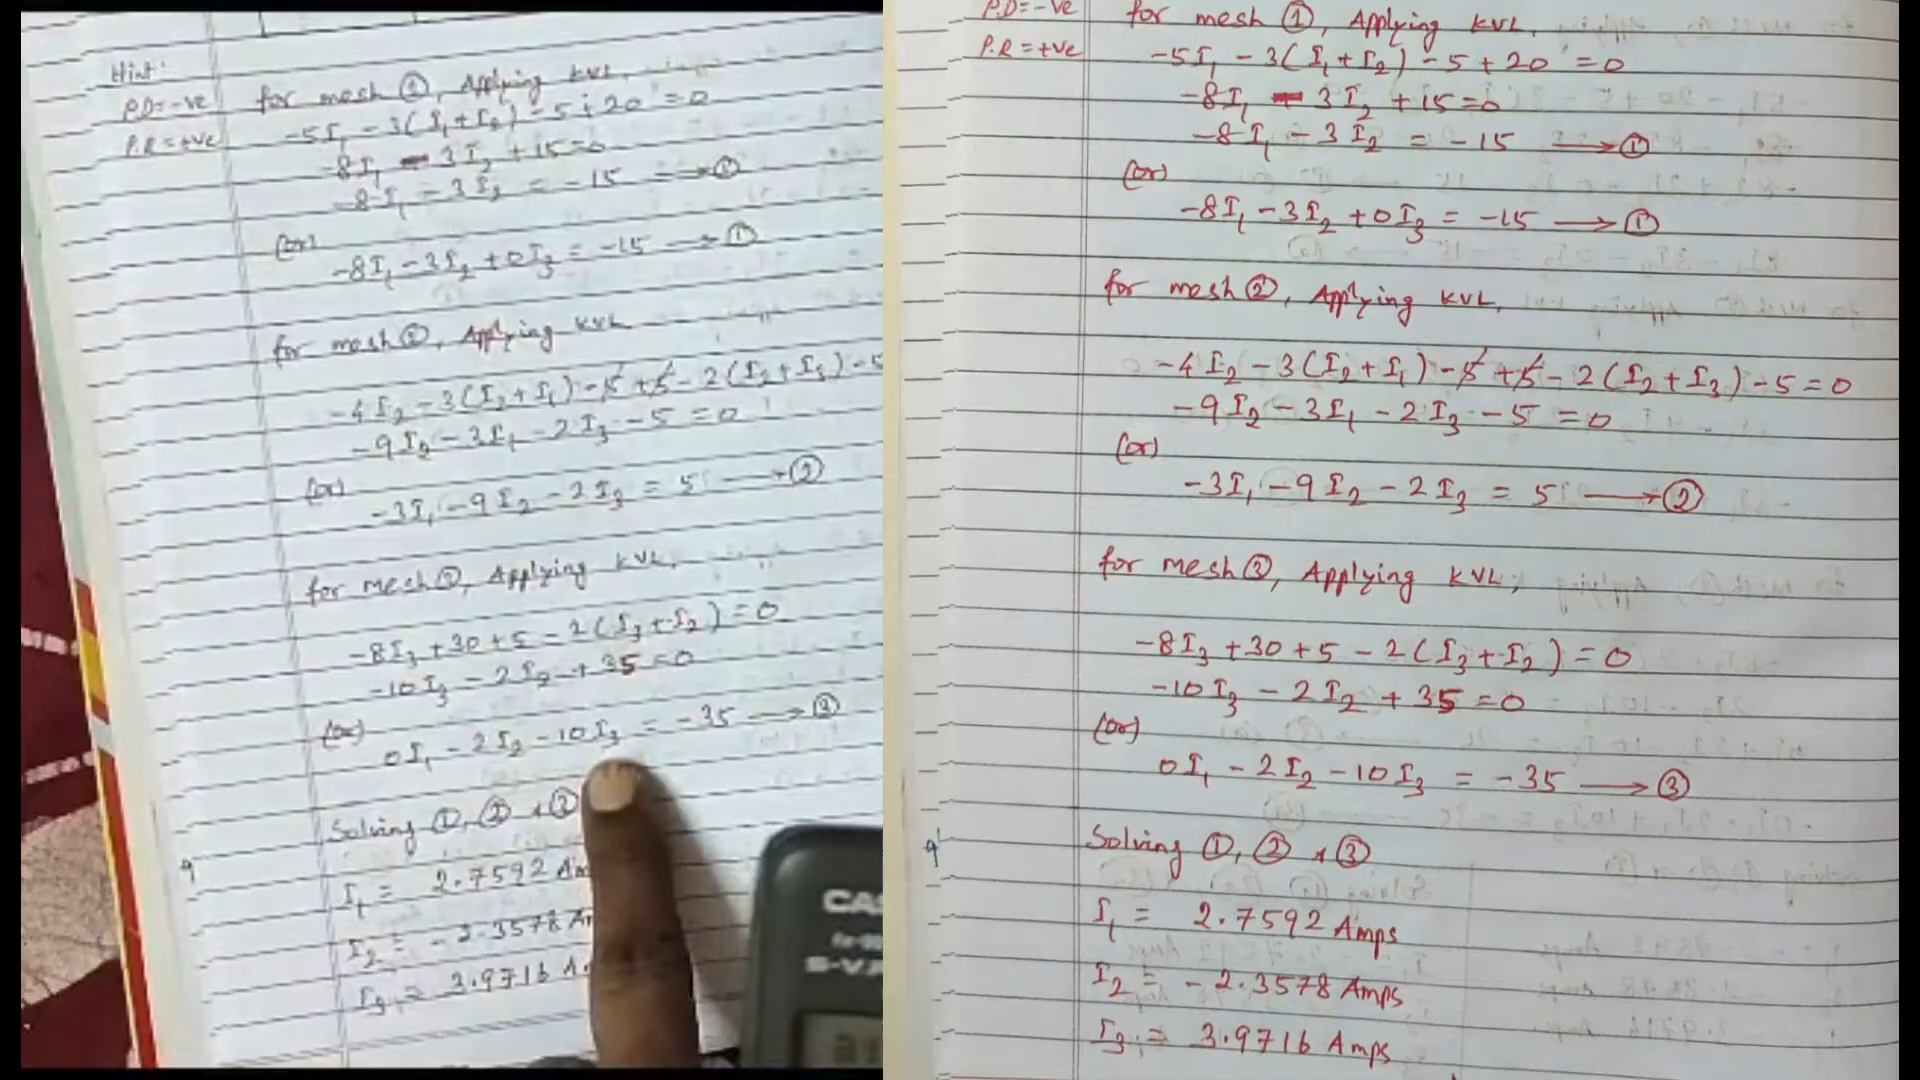 Hint:
P.D=-ve
P.R=+ve
for mesh ①, Applying KVL,
-5I₁ - 3(I₁+I₂) - 5 + 20 = 0
-8I₁ - 3I₂ + 15 = 0
-8I₁ - 3I₂ = -15 → ①
(or)
-8I₁ - 3I₂ + 0I₃ = -15 → ①
for mesh ②, Applying KVL
-4I₂ - 3(I₂+I₁) - 5 + 5 - 2(I₂+I₃) - 5
-9I₂ - 3I₁ - 2I₃ - 5 = 0
(or)
-3I₁ - 9I₂ - 2I₃ = 5 → ②
for mesh ③, Applying KVL,
-8I₃ + 30 + 5 - 2(I₃+I₂) = 0
-10I₃ - 2I₂ + 35 = 0
(or)
0I₁ - 2I₂ - 10I₃ = -35 → ③
Solving ①, ② & ③
9
I₁ = 2.7592 Am
I₂ = -2.3578 Am
I₃ = 3.9716 A
CAS
S-V.P
P.D=-ve
P.R=+ve
for mesh ①, Applying KVL,
-5I₁ - 3(I₁+I₂) - 5 + 20 = 0
-8I₁ - 3I₂ + 15 = 0
-8I₁ - 3I₂ = -15 → ①
(or)
-8I₁ - 3I₂ + 0I₃ = -15 → ①
for mesh ②, Applying KVL,
-4I₂ - 3(I₂+I₁) - 5 + 5 - 2(I₂+I₃) - 5 = 0
-9I₂ - 3I₁ - 2I₃ - 5 = 0
(or)
-3I₁ - 9I₂ - 2I₃ = 5 → ②
for mesh ③, Applying KVL,
-8I₃ + 30 + 5 - 2(I₃+I₂) = 0
-10I₃ - 2I₂ + 35 = 0
(or)
0I₁ - 2I₂ - 10I₃ = -35 → ③
Solving ①, ② & ③
9
I₁ = 2.7592 Amps
I₂ = -2.3578 Amps
I₃ = 3.9716 Amps